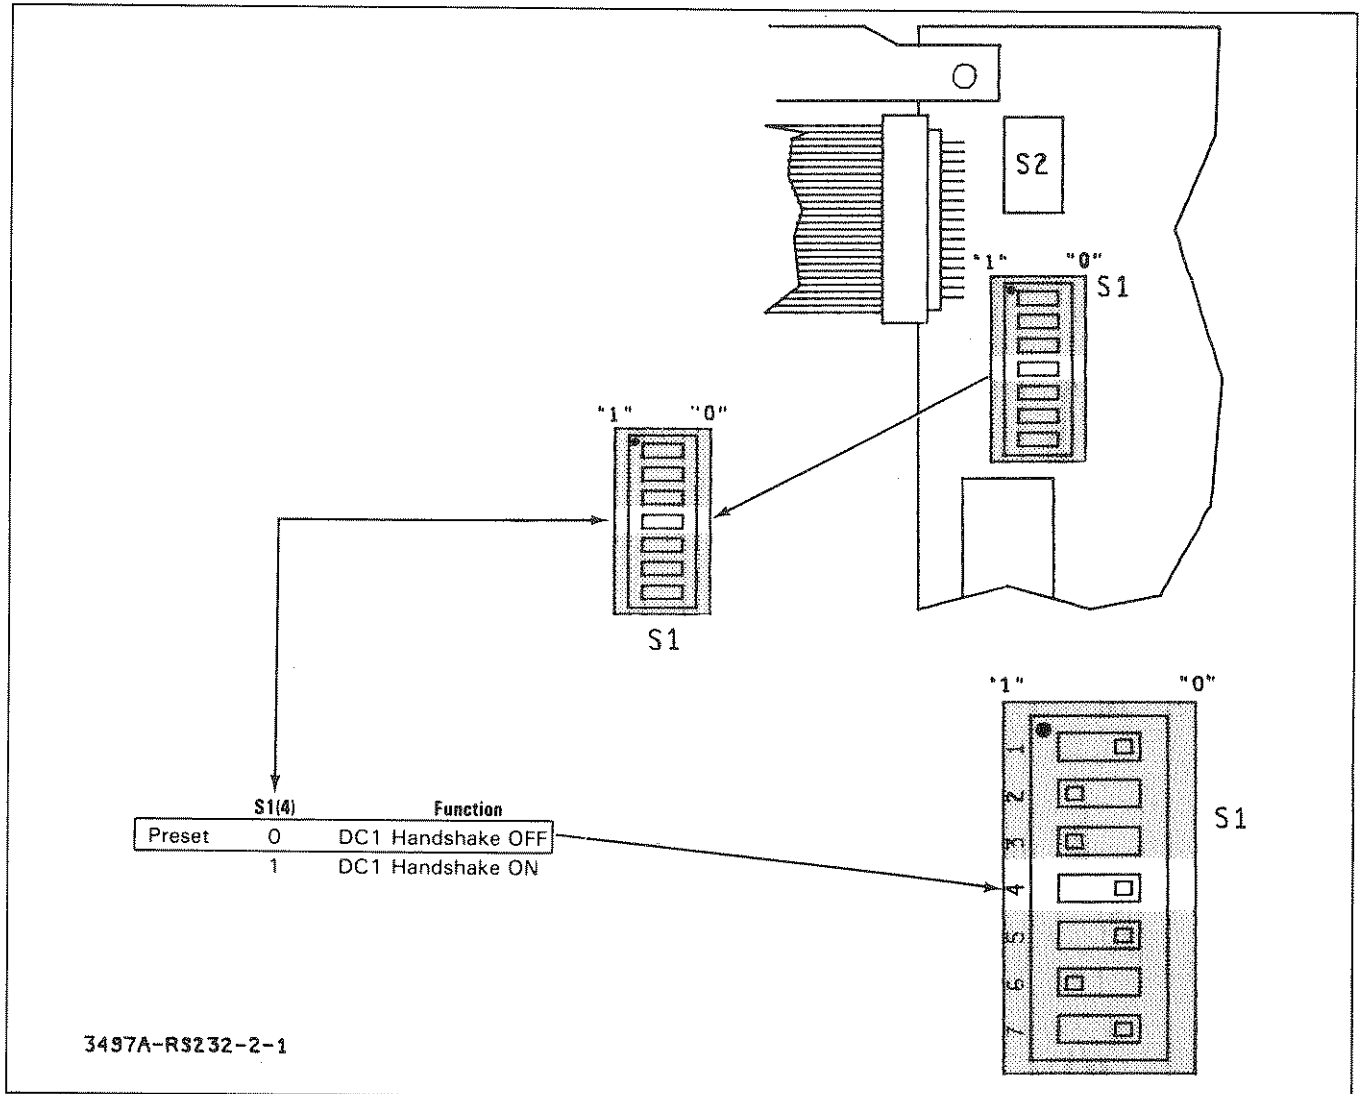 S2
"1" "0"
S1
"1" "0"
S1
S1(4) Function
Preset 0 DC1 Handshake OFF
1 DC1 Handshake ON
"1" "0"
1
2
3
4
5
6
7
S1
3497A-RS232-2-1